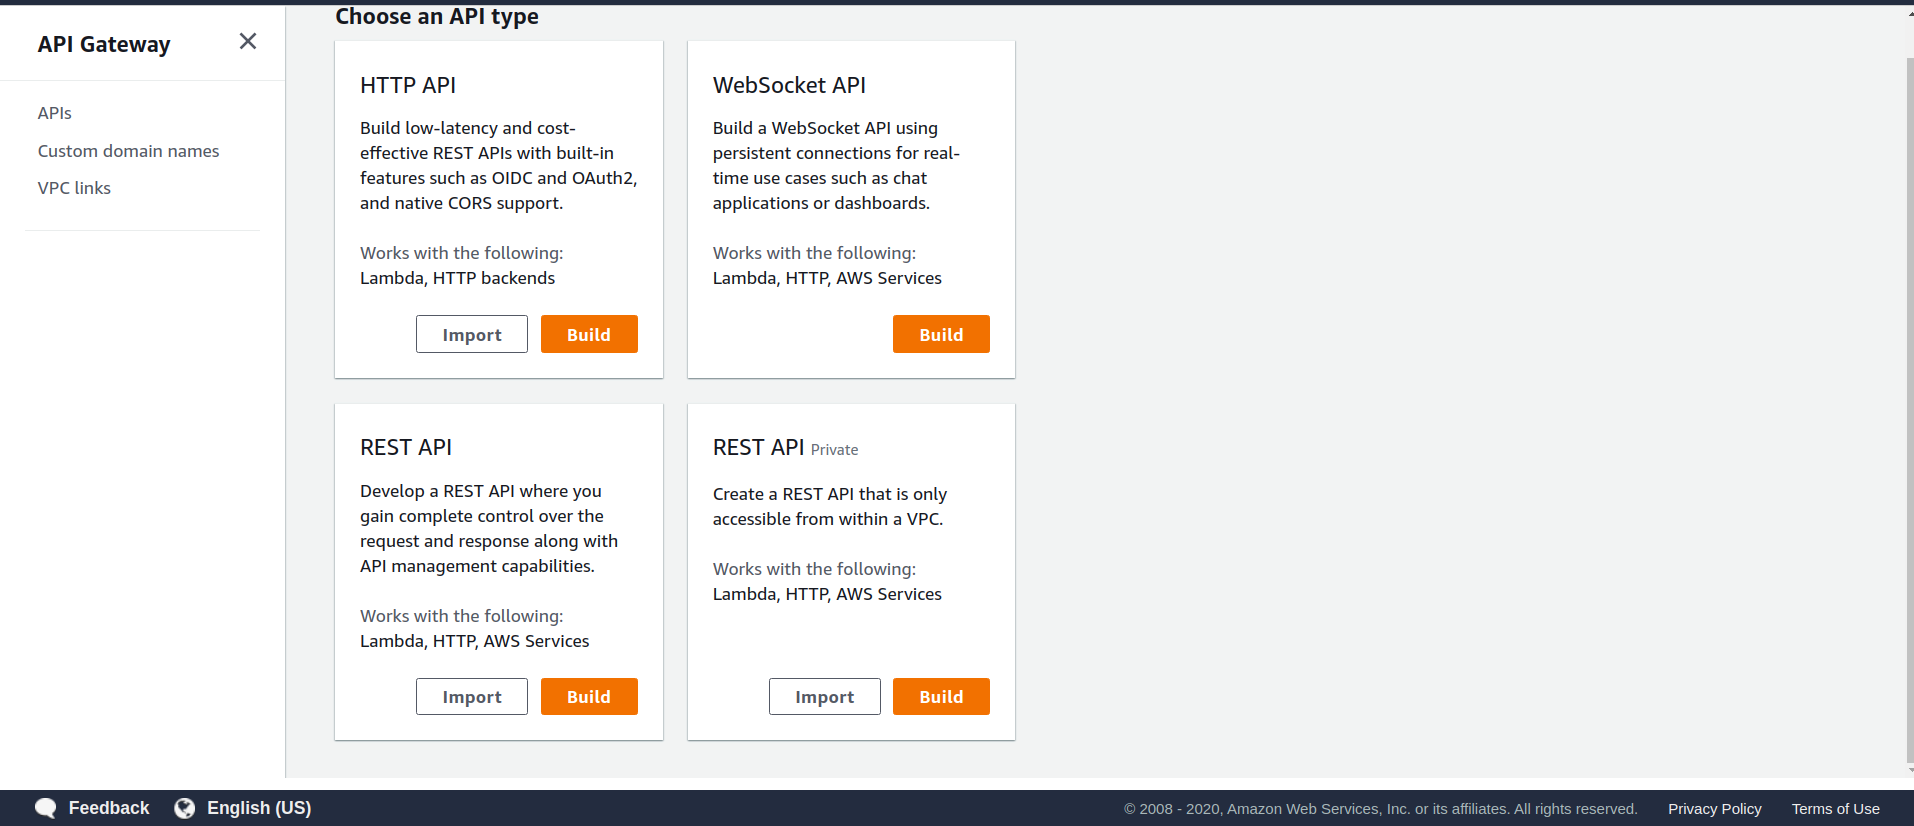 Choose an API type
API Gateway
APIs
Custom domain names
VPC links
HTTP API
Build low-latency and cost-
effective REST APIs with built-in
features such as OIDC and OAuth2,
and native CORS support.
Works with the following:
Lambda, HTTP backends
Import
Build
WebSocket API
Build a WebSocket API using
persistent connections for real-
time use cases such as chat
applications or dashboards.
Works with the following:
Lambda, HTTP, AWS Services
Build
REST API
Develop a REST API where you
gain complete control over the
request and response along with
API management capabilities.
Works with the following:
Lambda, HTTP, AWS Services
Import
Build
REST API Private
Create a REST API that is only
accessible from within a VPC.
Works with the following:
Lambda, HTTP, AWS Services
Import
Build
Feedback
English (US)
© 2008 - 2020, Amazon Web Services, Inc. or its affiliates. All rights reserved.
Privacy Policy
Terms of Use